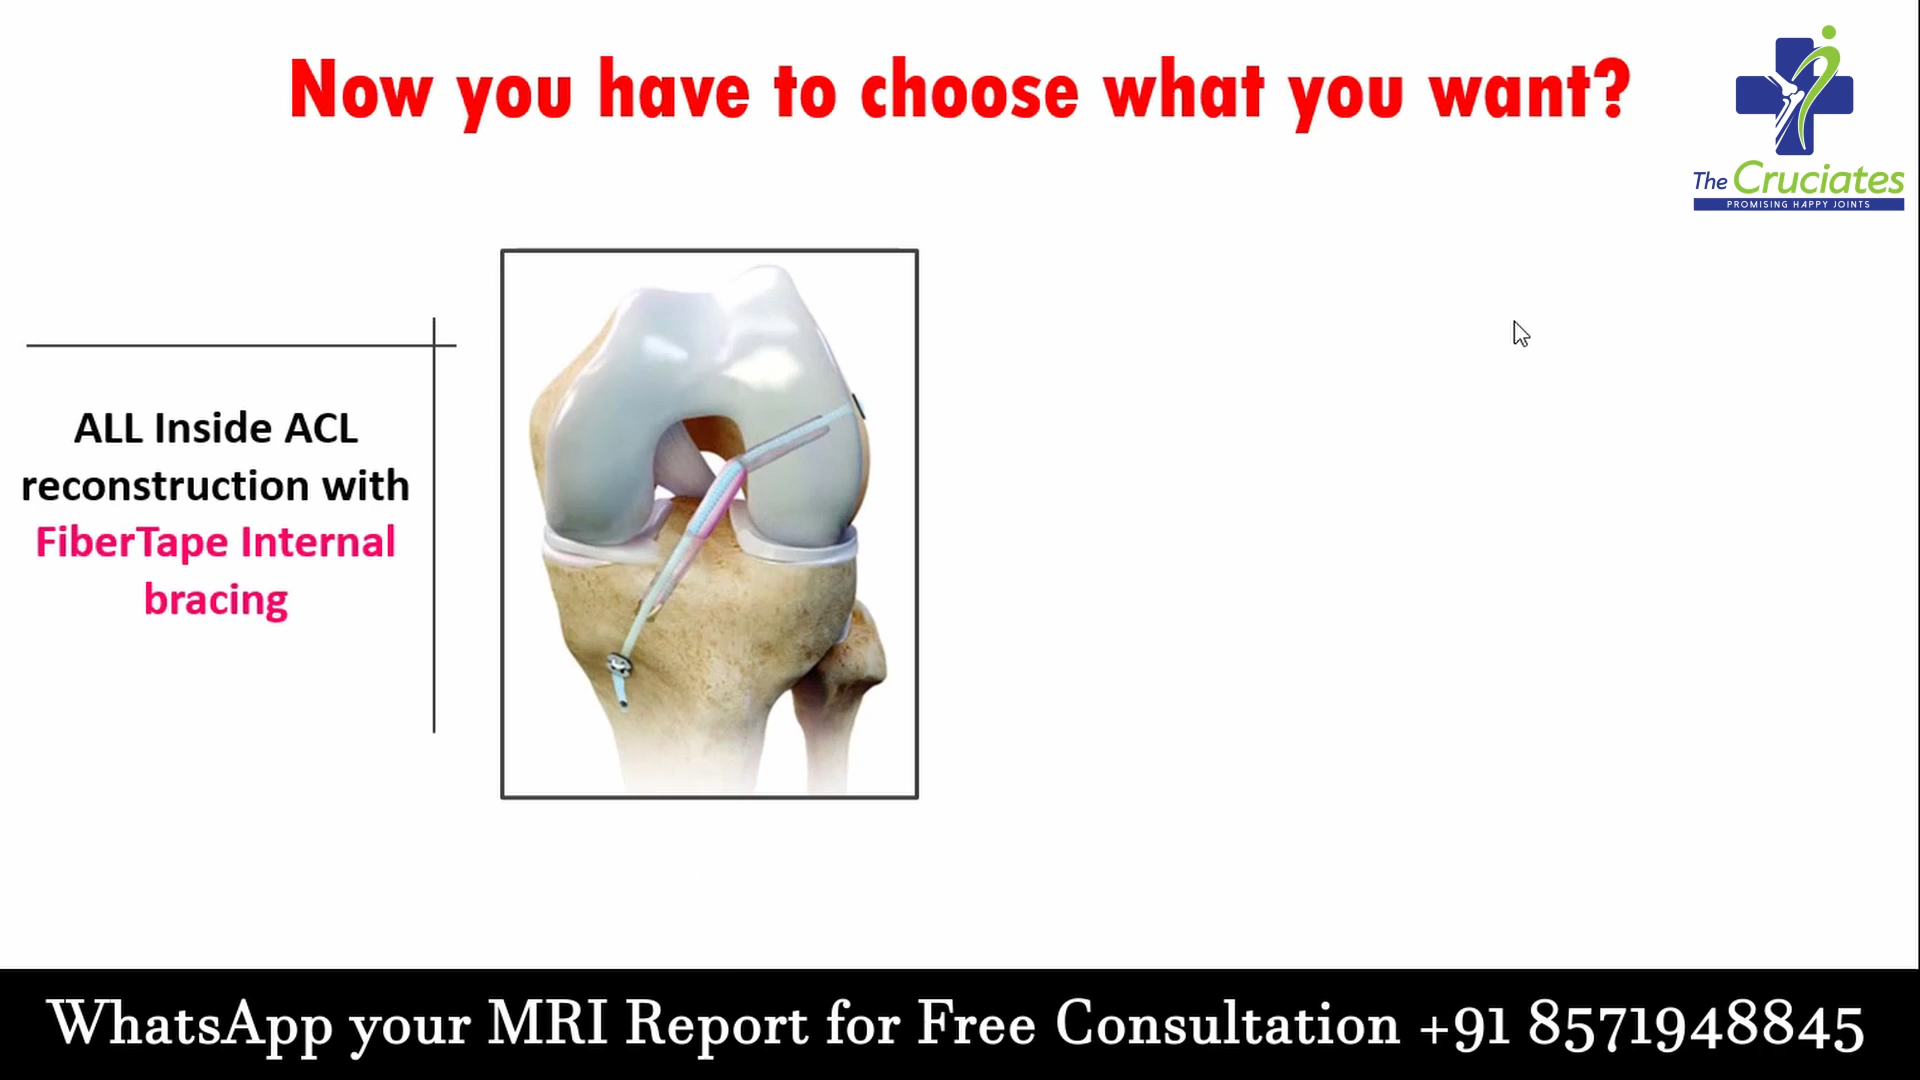 Now you have to choose what you want?
The Cruciates
PROMISING HAPPY JOINTS
ALL Inside ACL
reconstruction with
FiberTape Internal
bracing
WhatsApp your MRI Report for Free Consultation +91 8571948845